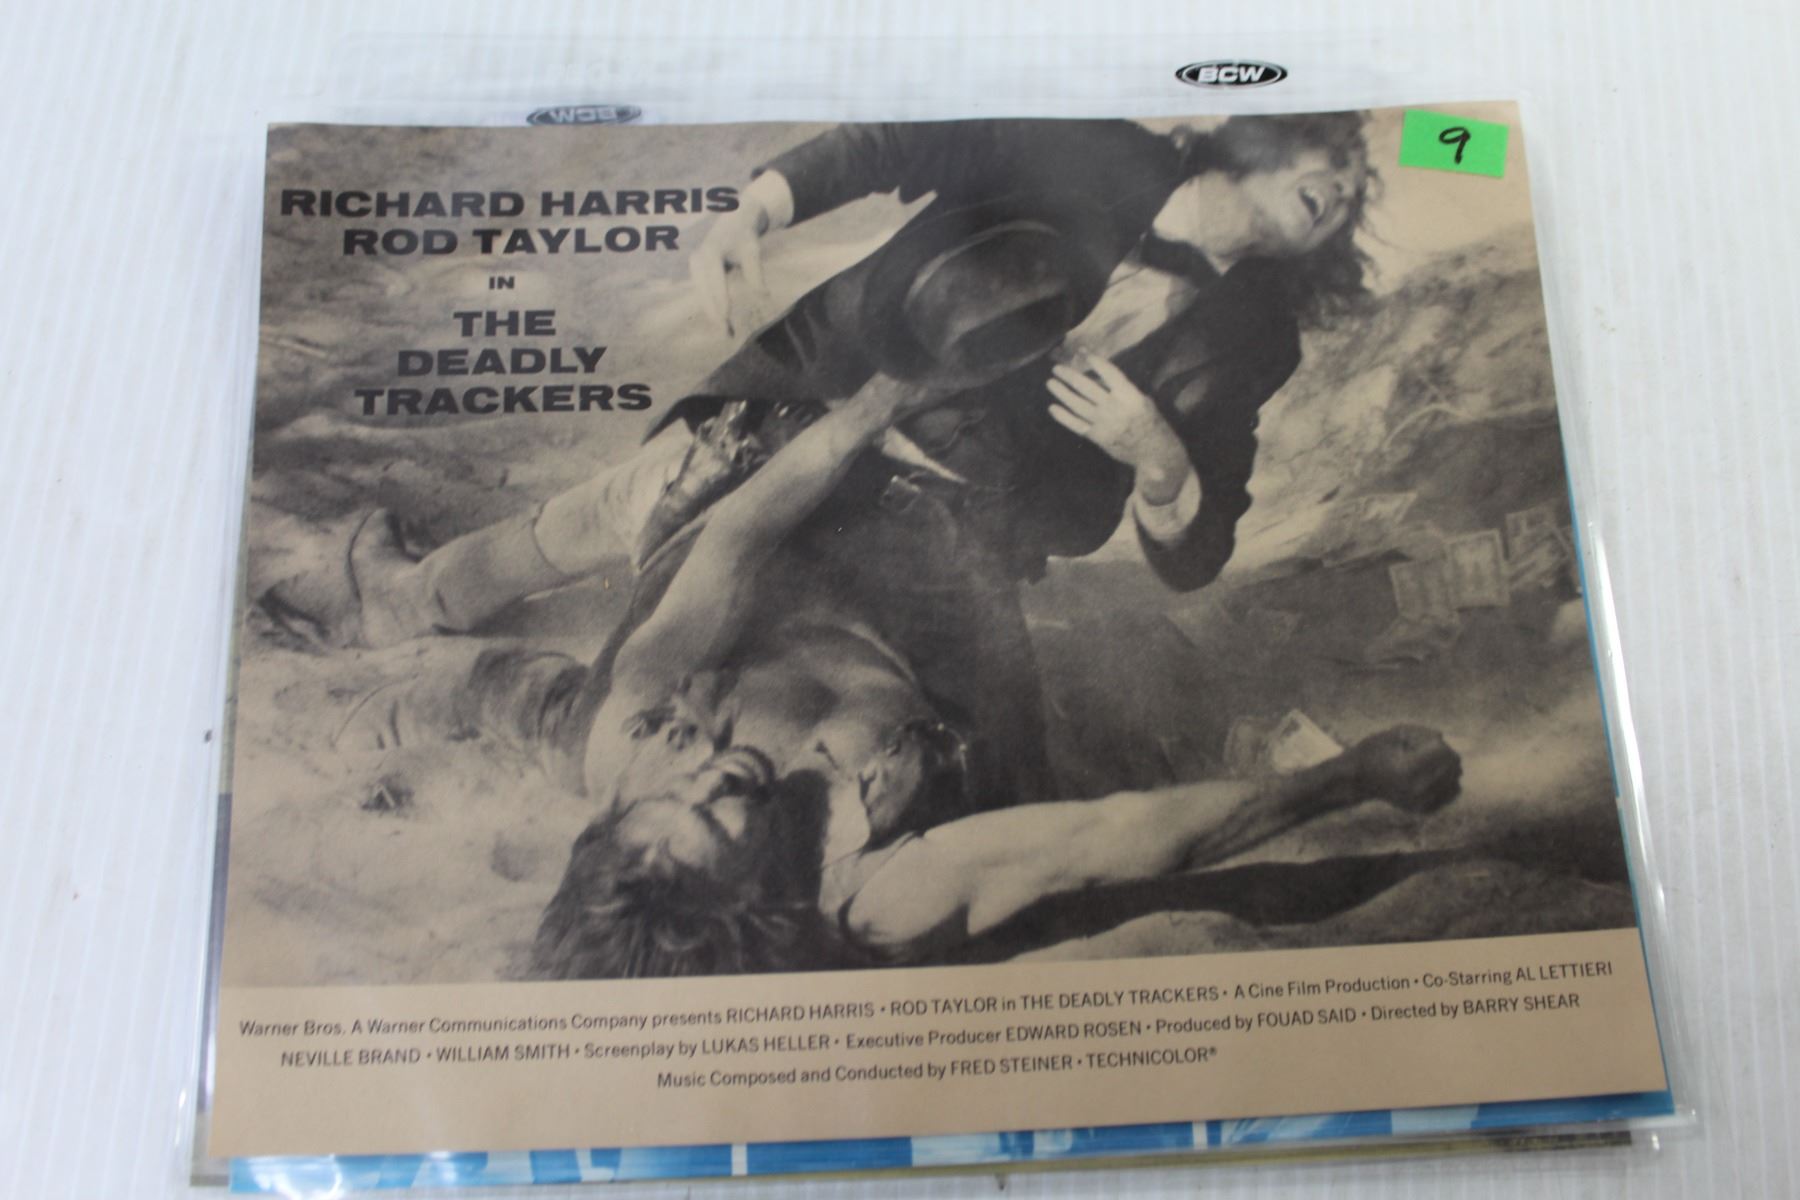 BCW
BCW
9
RICHARD HARRIS
ROD TAYLOR
IN
THE
DEADLY
TRACKERS
Warner Bros. A Warner Communications Company presents RICHARD HARRIS • ROD TAYLOR in THE DEADLY TRACKERS • A Cine Film Production • Co-Starring AL LETTIERI
NEVILLE BRAND • WILLIAM SMITH • Screenplay by LUKAS HELLER • Executive Producer EDWARD ROSEN • Produced by FOUAD SAID • Directed by BARRY SHEAR
Music Composed and Conducted by FRED STEINER • TECHNICOLOR®